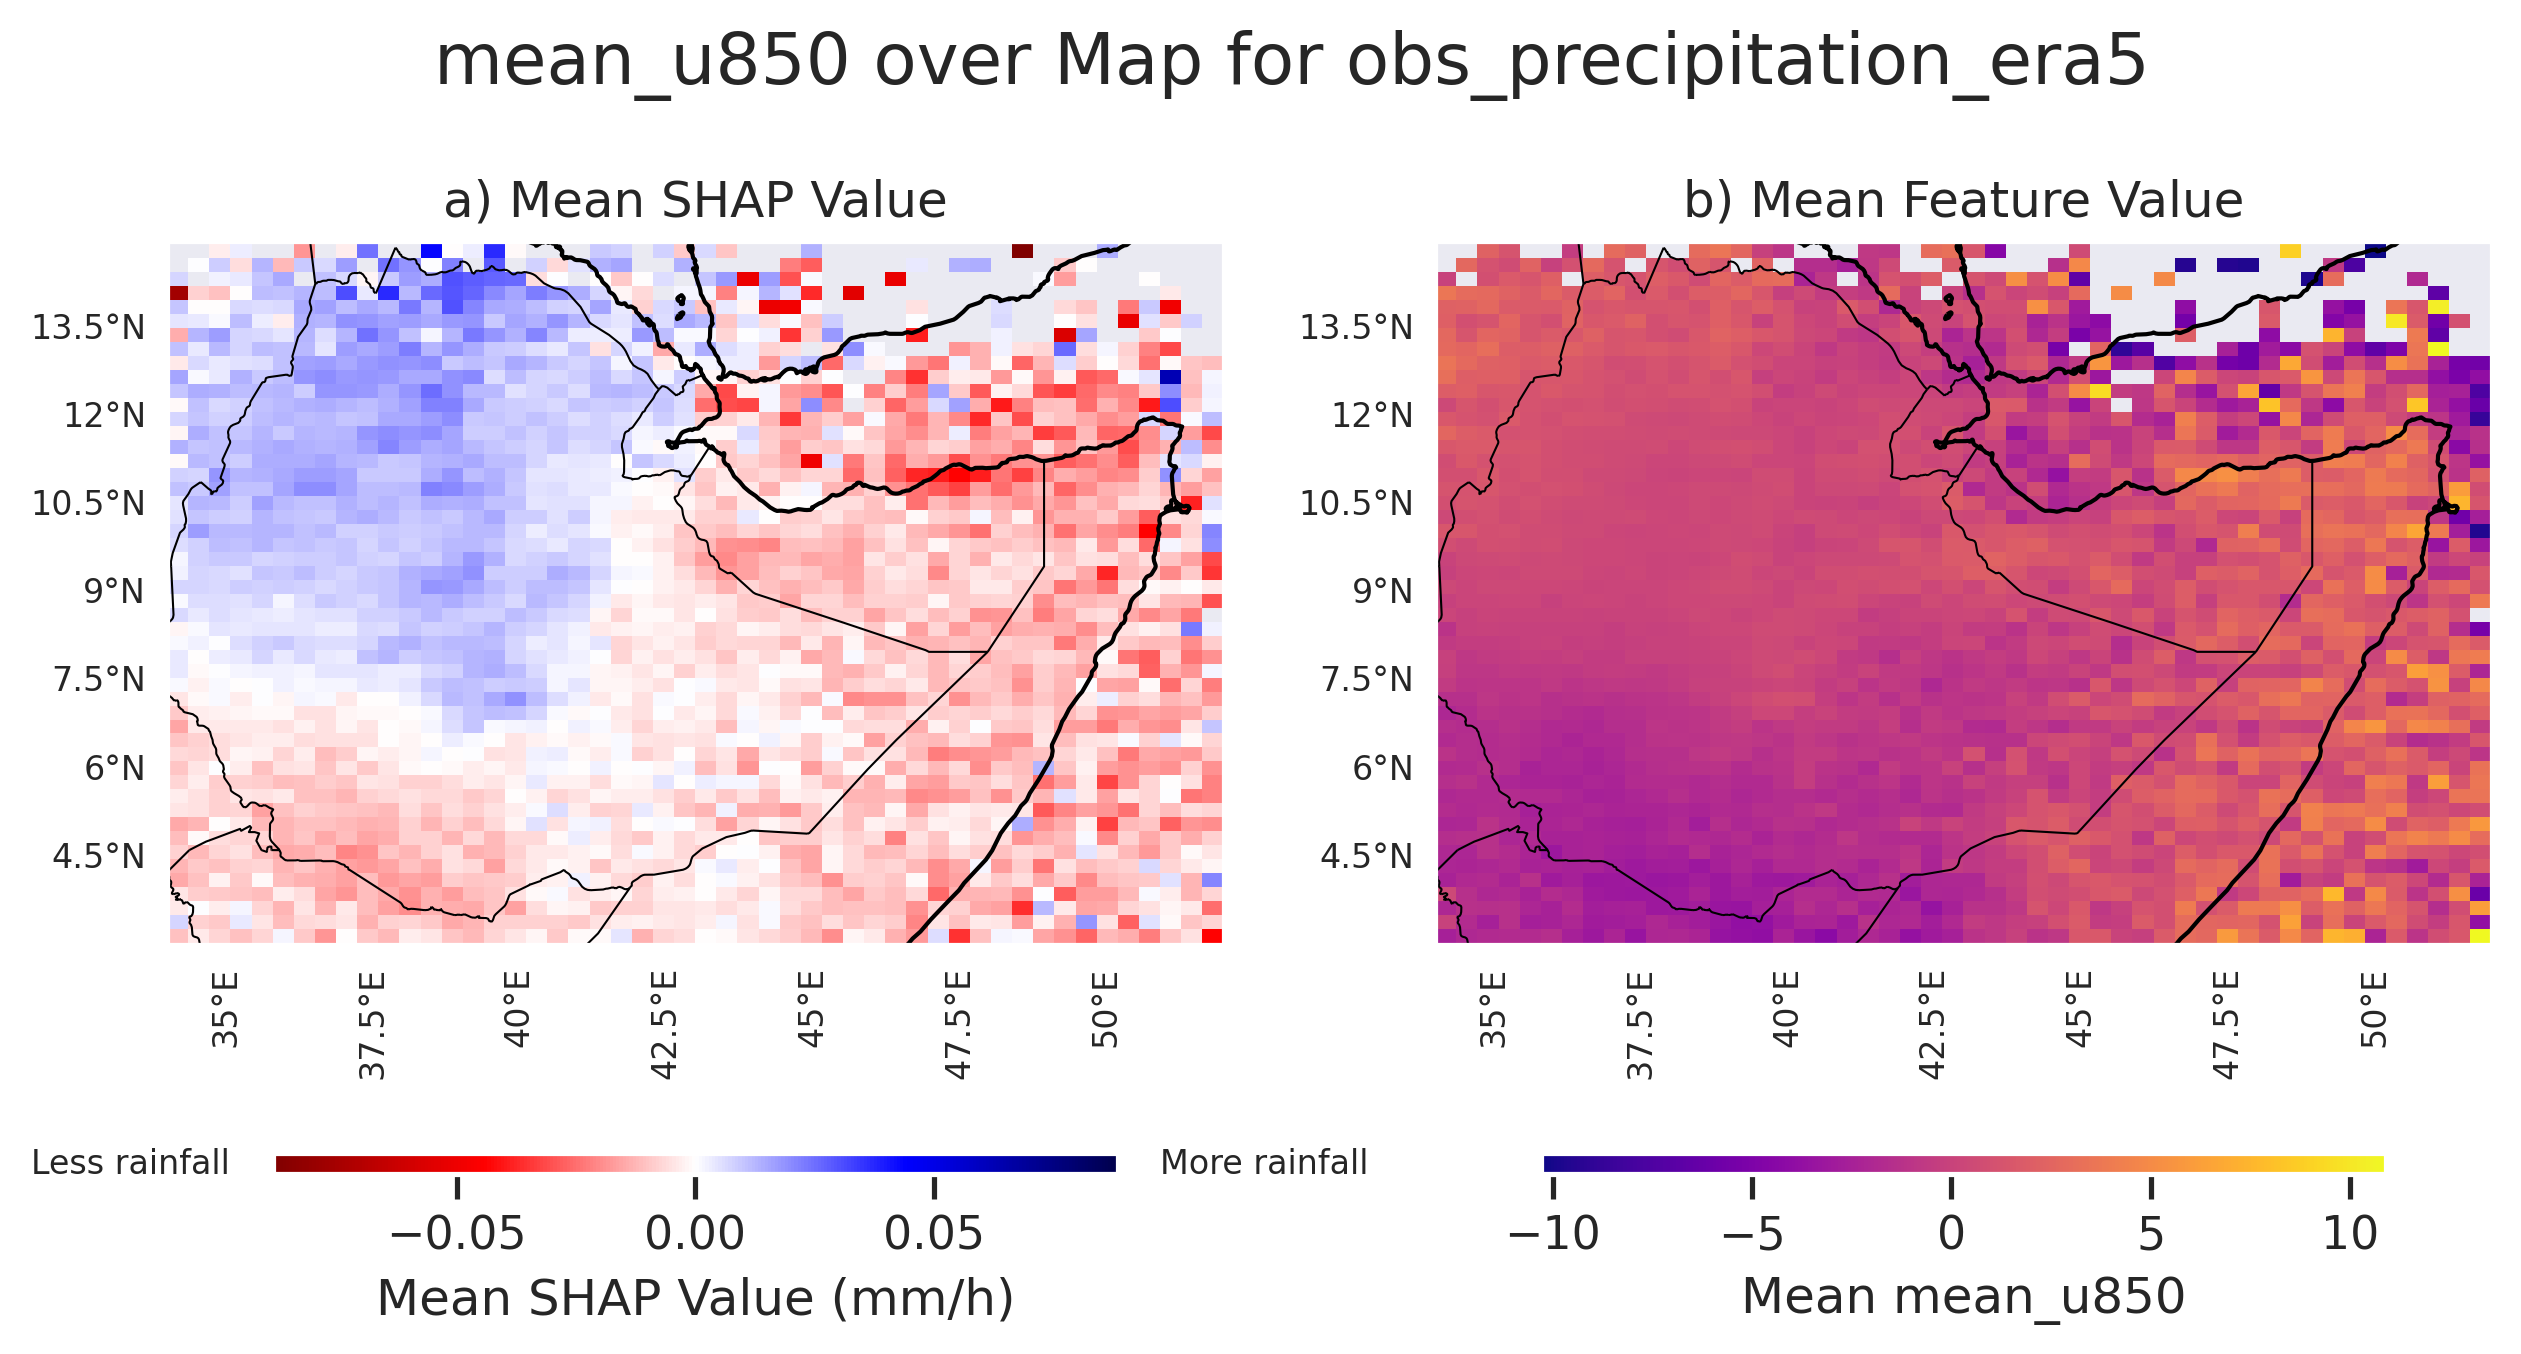 mean_u850 over Map for obs_precipitation_era5
a) Mean SHAP Value
13.5°N
12°N
10.5°N
9°N
7.5°N
6°N
4.5°N
35°E
37.5°E
40°E
42.5°E
45°E
47.5°E
50°E
Less rainfall
More rainfall
−0.05
0.00
0.05
Mean SHAP Value (mm/h)
b) Mean Feature Value
13.5°N
12°N
10.5°N
9°N
7.5°N
6°N
4.5°N
35°E
37.5°E
40°E
42.5°E
45°E
47.5°E
50°E
−10
−5
0
5
10
Mean mean_u850